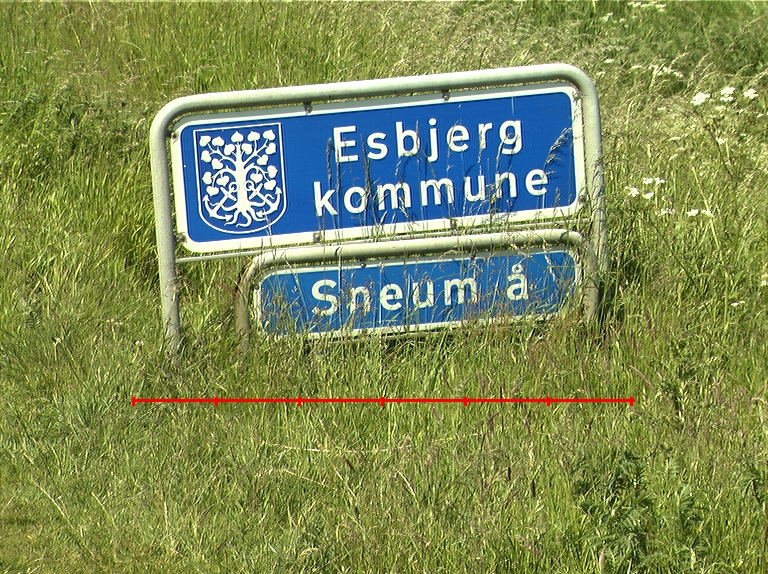 Esbjerg
kommune
Sneum å